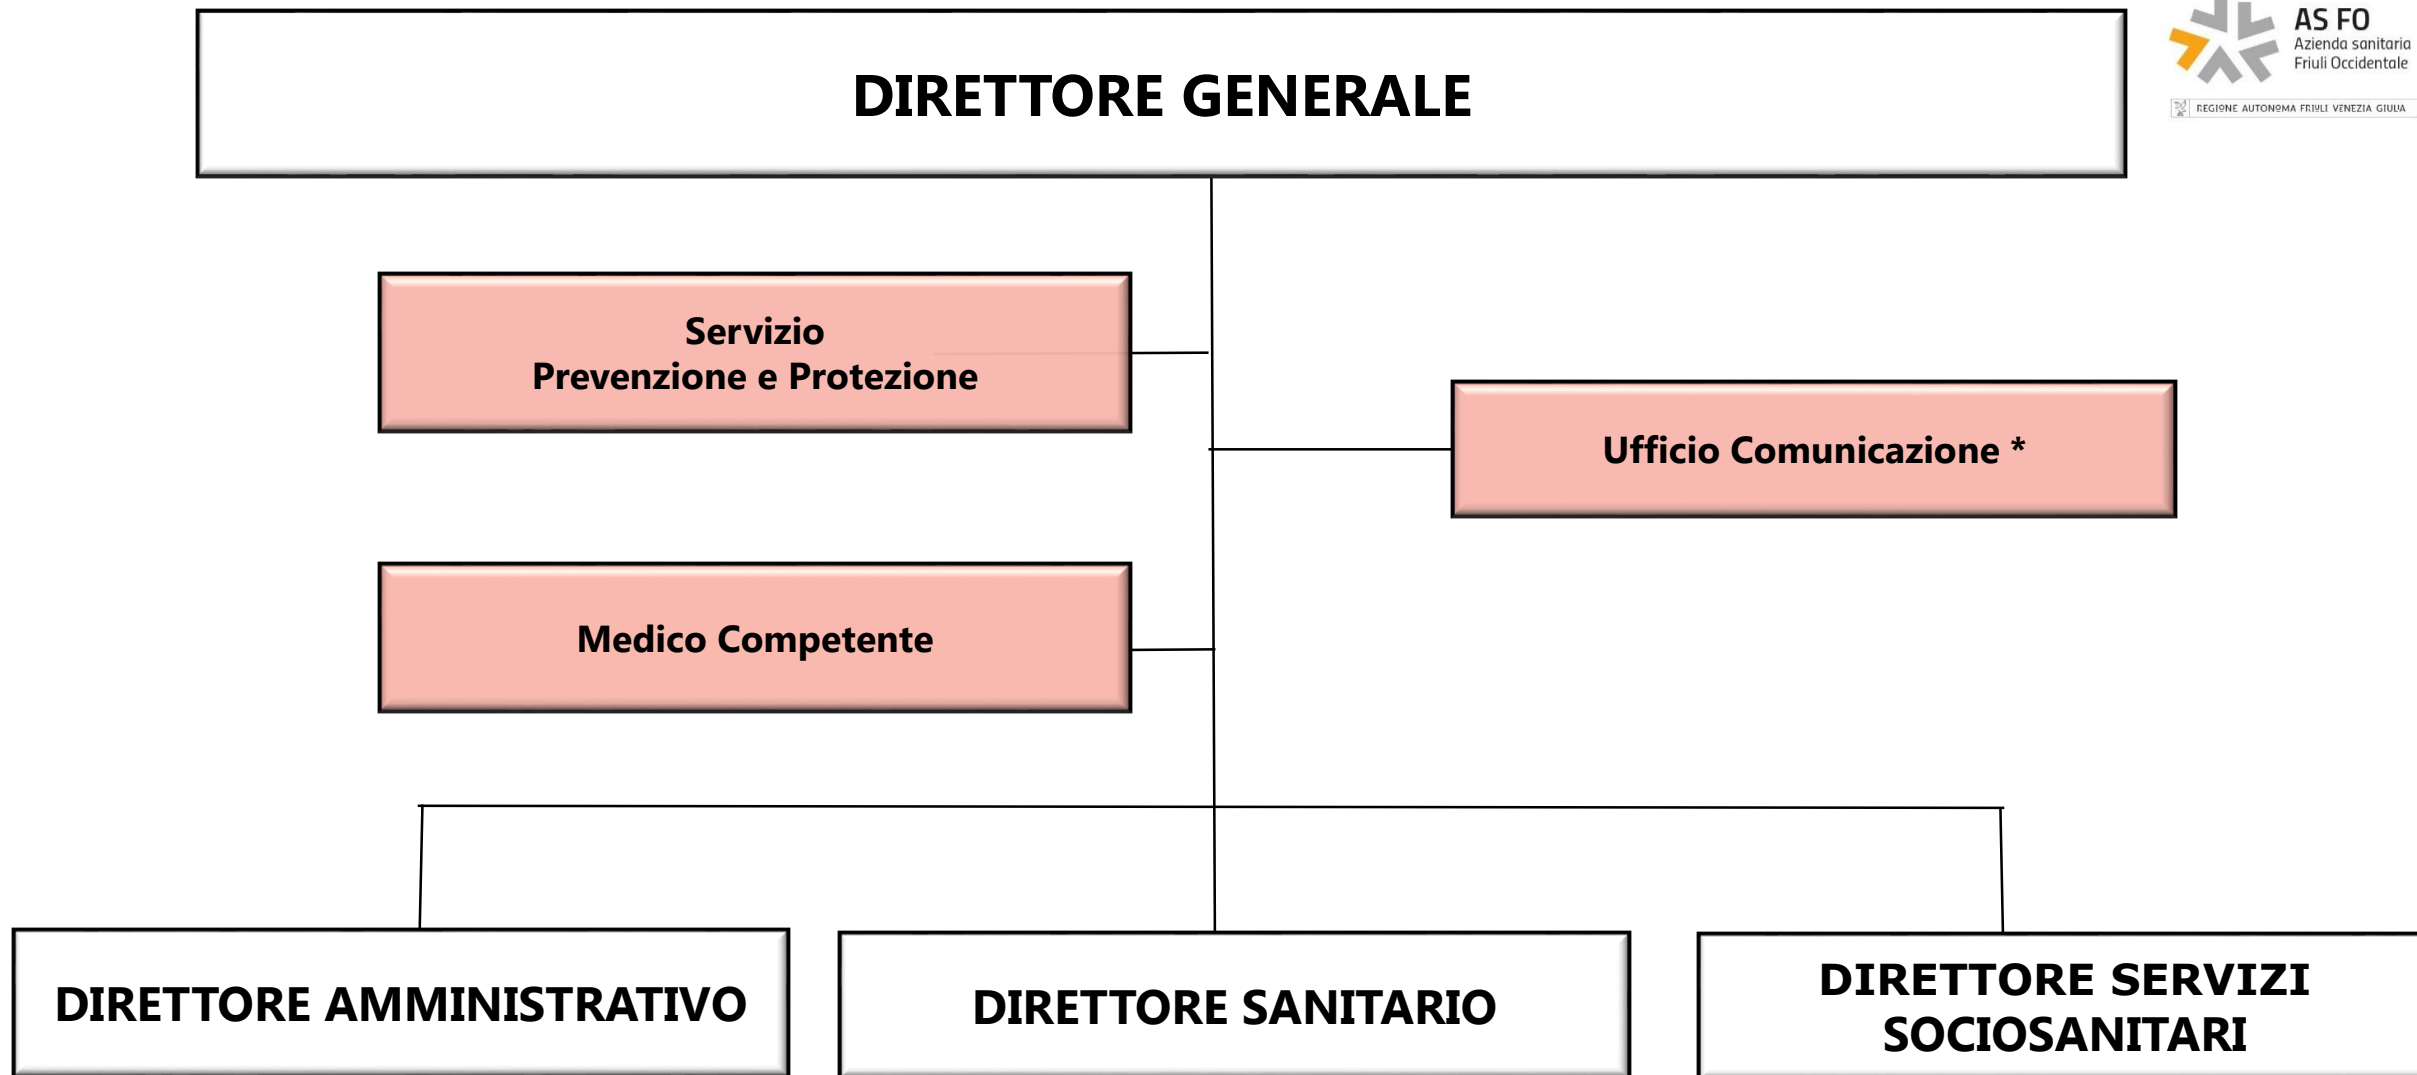 DIRETTORE GENERALE
AS FO
Azienda sanitaria
Friuli Occidentale
REGIONE AUTONOMA FRIULI VENEZIA GIULIA
Servizio
Prevenzione e Protezione
Ufficio Comunicazione *
Medico Competente
DIRETTORE AMMINISTRATIVO
DIRETTORE SANITARIO
DIRETTORE SERVIZI
SOCIOSANITARI